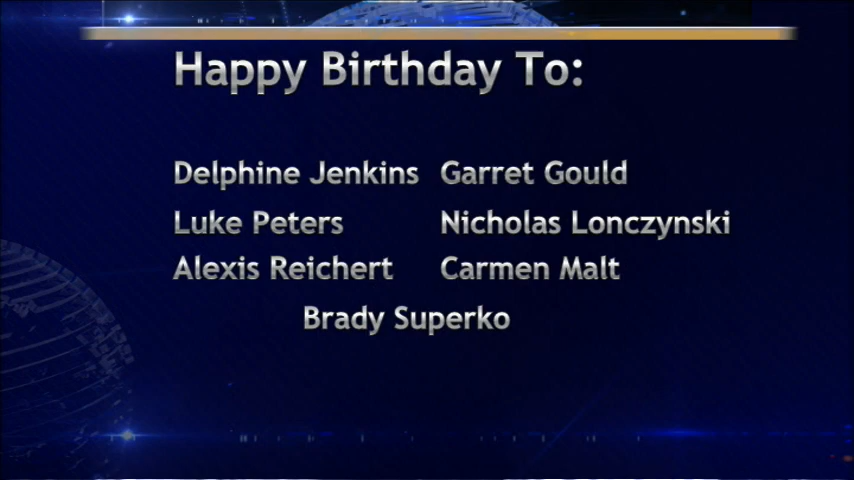 Happy Birthday To:
Delphine Jenkins Garret Gould
Luke Peters Nicholas Lonczynski
Alexis Reichert Carmen Malt
Brady Superko